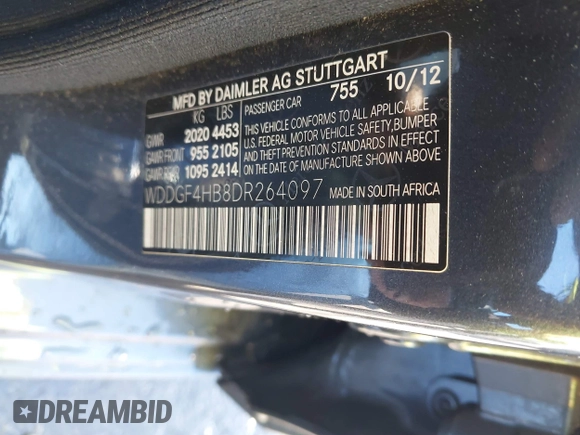 MFD BY DAIMLER AG STUTTGART
KG LBS PASSENGER CAR 755 10/12
GVWR 2020 4453 THIS VEHICLE CONFORMS TO ALL APPLICABLE
GAWR FRONT 955 2105 U.S. FEDERAL MOTOR VEHICLE SAFETY, BUMPER
GAWR REAR 1095 2414 AND THEFT PREVENTION STANDARDS IN EFFECT
ON THE DATE OF MANUFACTURE SHOWN ABOVE.
WDDGF4HB8DR264097 MADE IN SOUTH AFRICA
DREAMBID